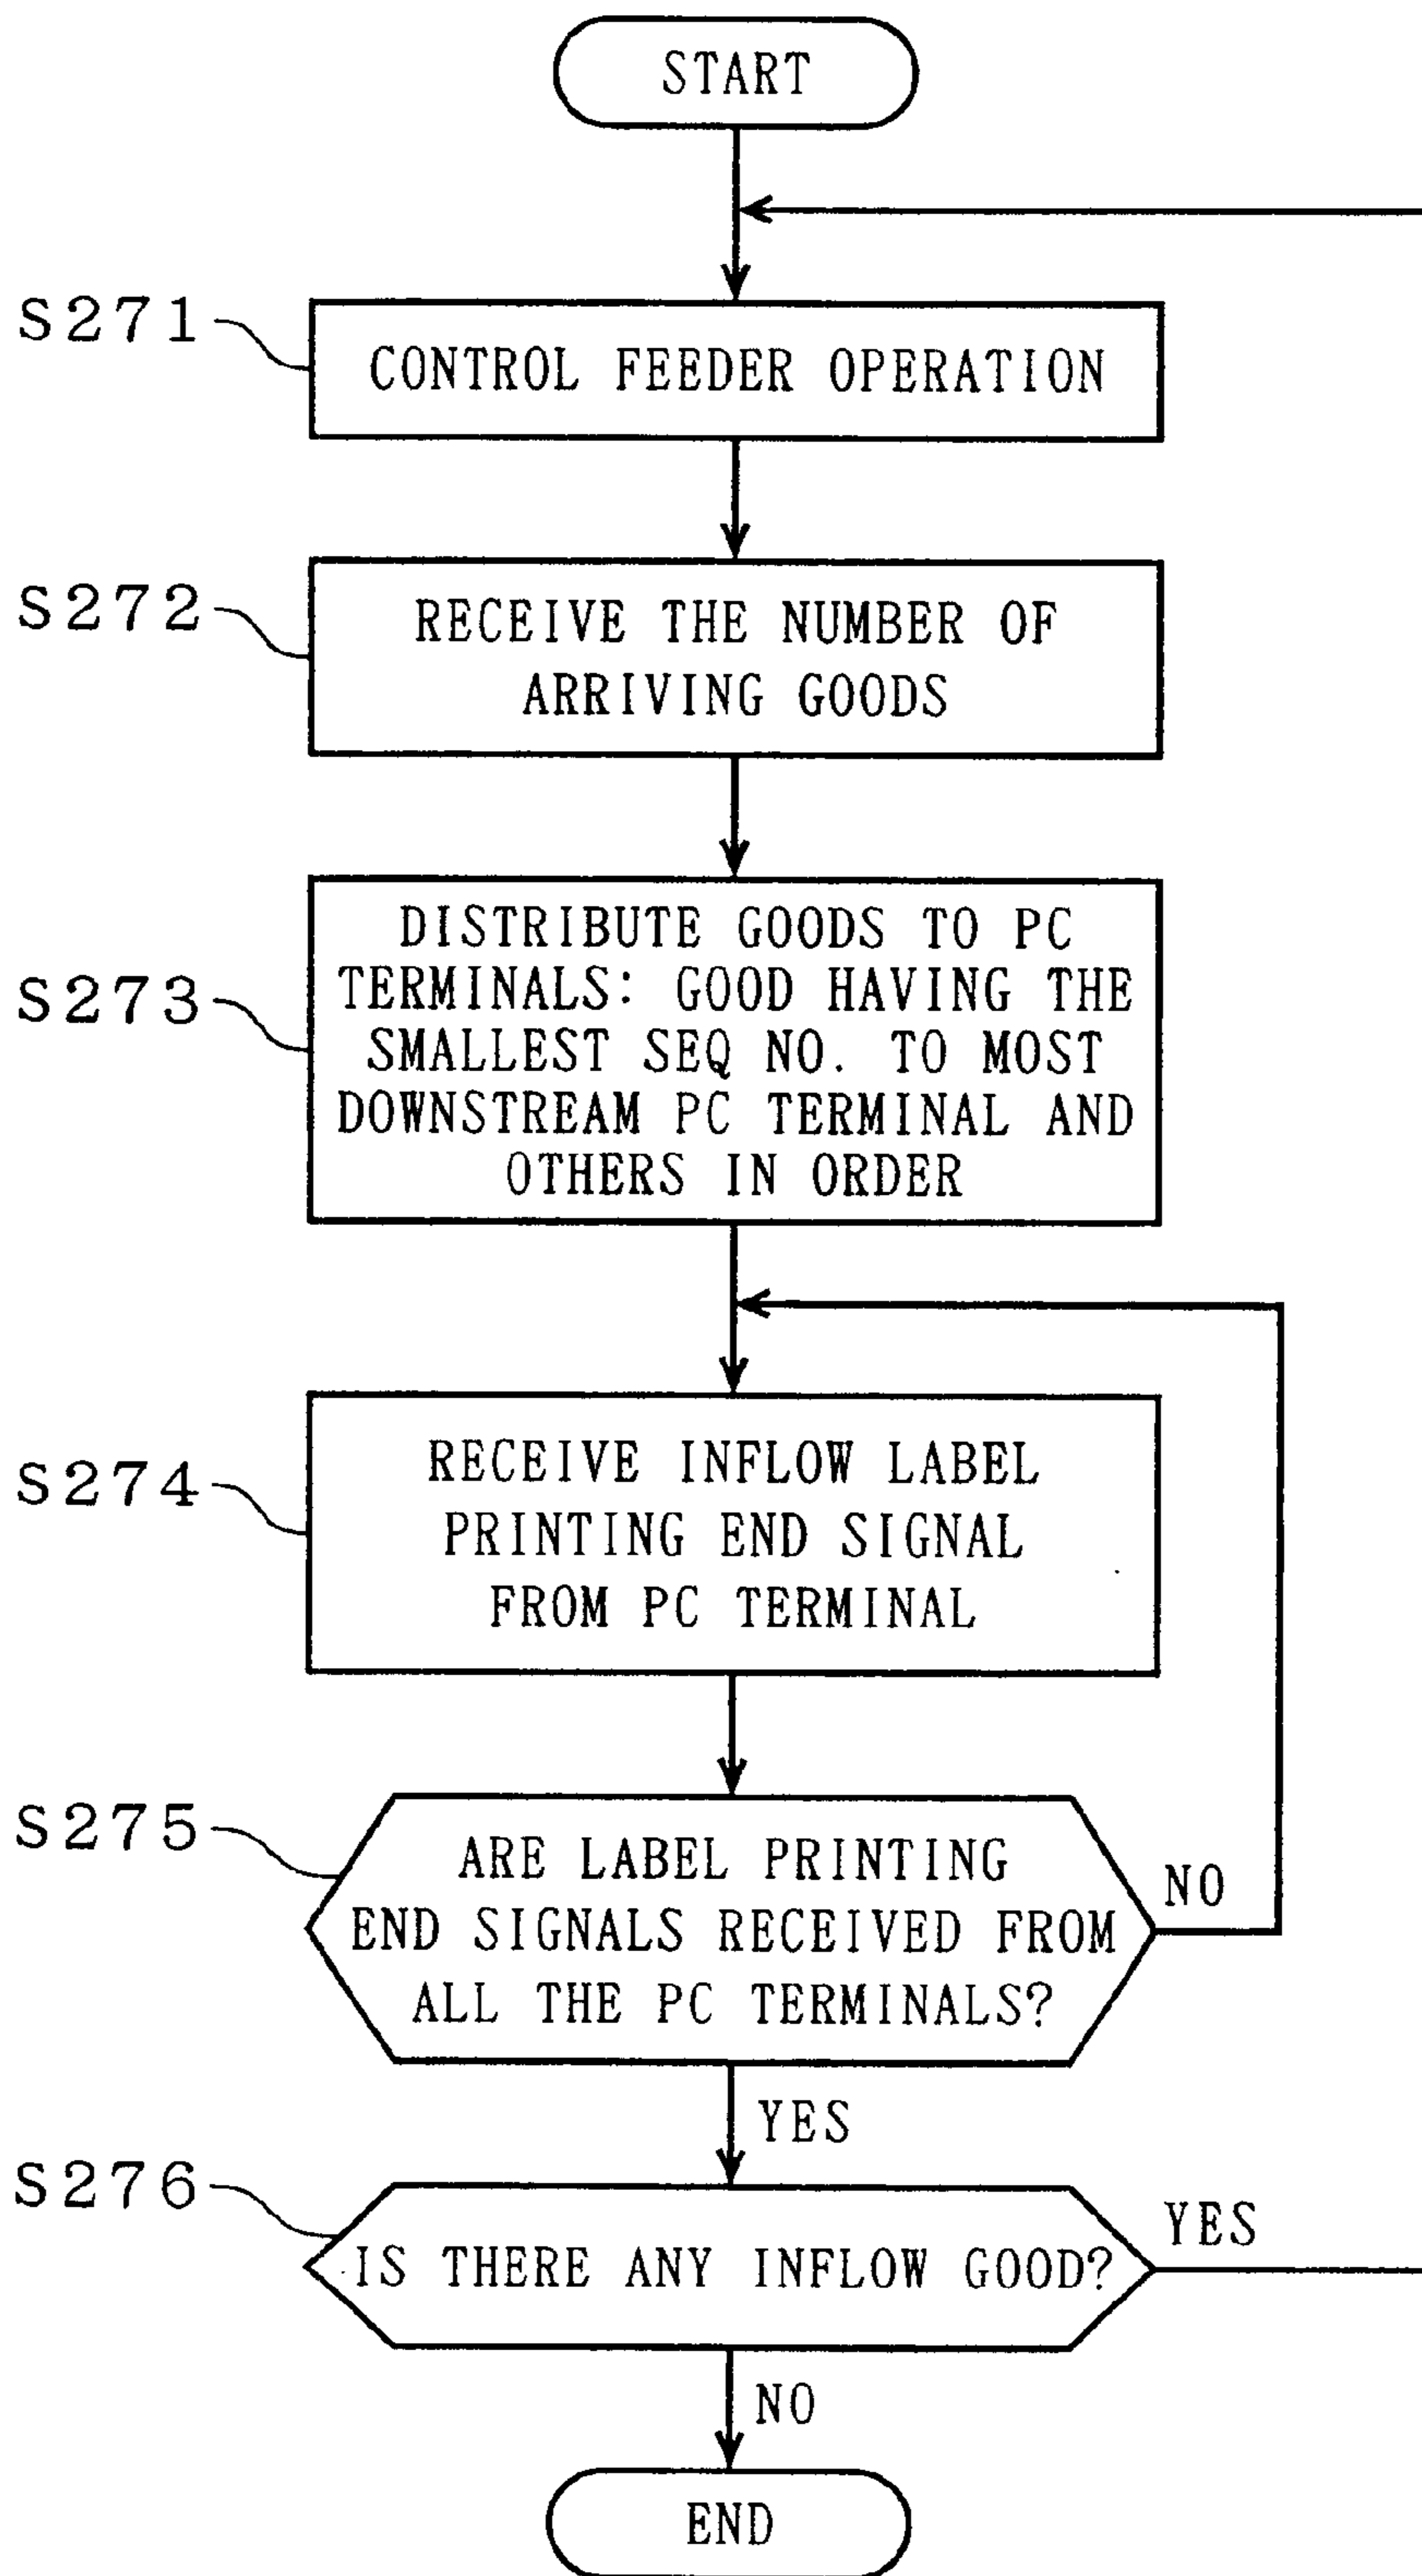 START
S271
CONTROL FEEDER OPERATION
S272
RECEIVE THE NUMBER OF
ARRIVING GOODS
S273
DISTRIBUTE GOODS TO PC
TERMINALS: GOOD HAVING THE
SMALLEST SEQ NO. TO MOST
DOWNSTREAM PC TERMINAL AND
OTHERS IN ORDER
S274
RECEIVE INFLOW LABEL
PRINTING END SIGNAL
FROM PC TERMINAL
S275
ARE LABEL PRINTING
END SIGNALS RECEIVED FROM
ALL THE PC TERMINALS?
NO
YES
S276
IS THERE ANY INFLOW GOOD?
YES
NO
END